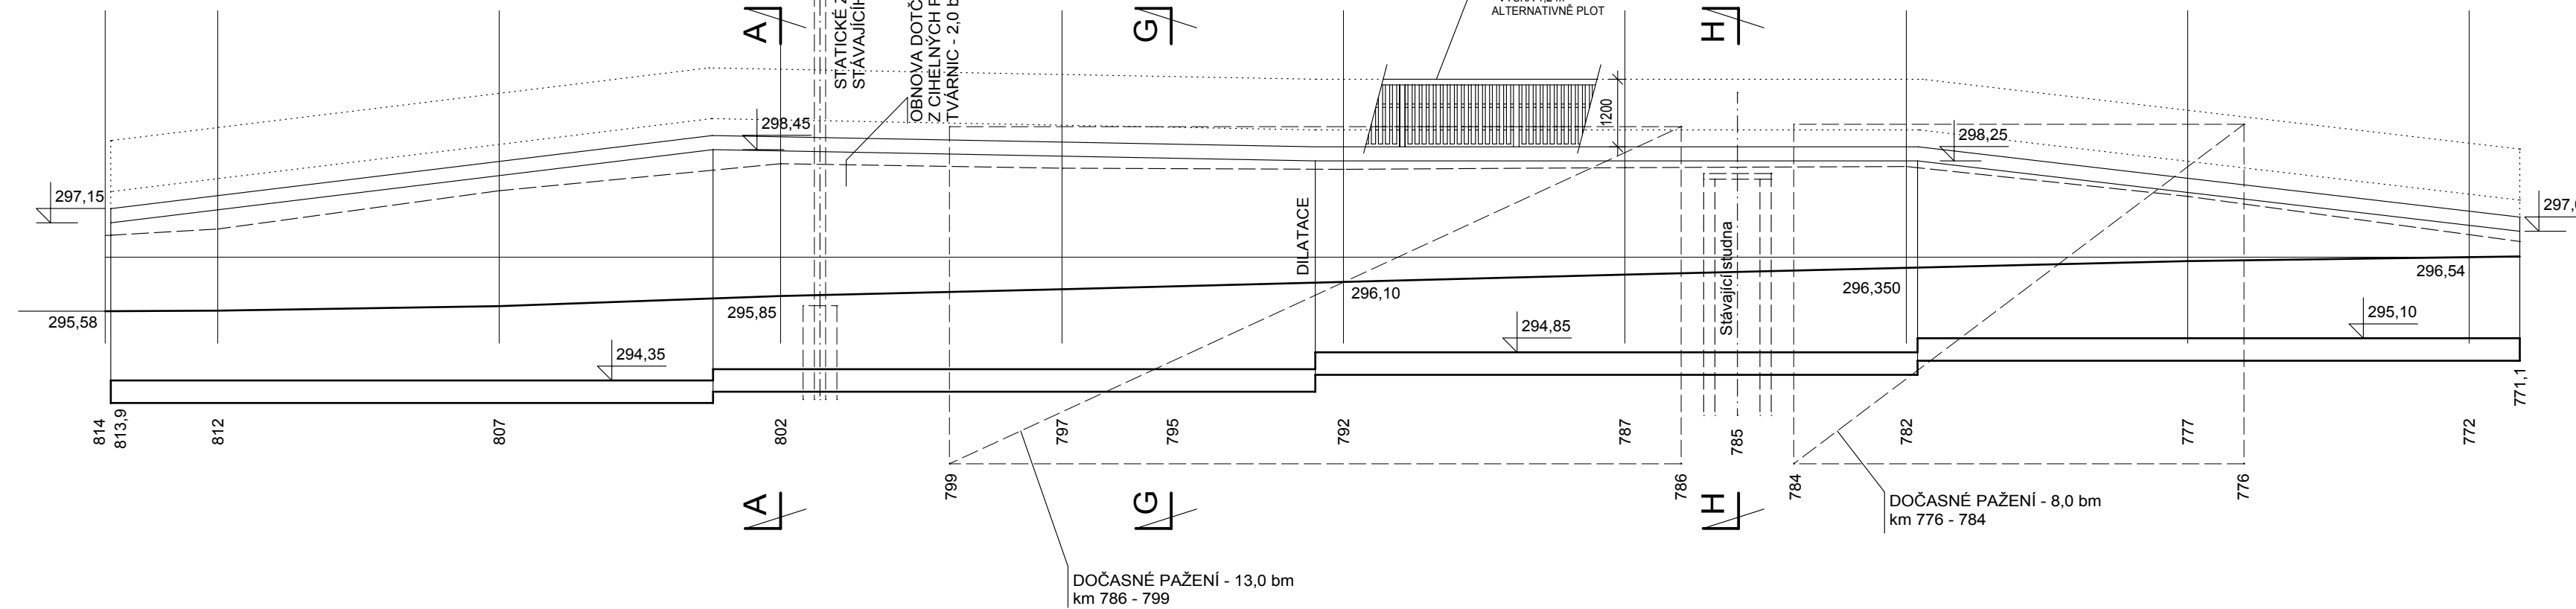 A
G
H
STATICKÉ
STÁVAJÍCÍH
OBNOVA DOTČ
Z CIHELNÝCH
TVÁRNIC - 2,0 b
ALTERNATIVNĚ PLOT
1200
298,45
298,25
297,15
297,
DILATACE
Stávající studna
295,58
295,85
296,10
296,350
296,54
294,35
294,85
295,10
814
813,9
812
807
802
797
795
792
787
785
782
777
772
771,1
799
786
784
776
A
G
H
DOČASNÉ PAŽENÍ - 8,0 bm
km 776 - 784
DOČASNÉ PAŽENÍ - 13,0 bm
km 786 - 799